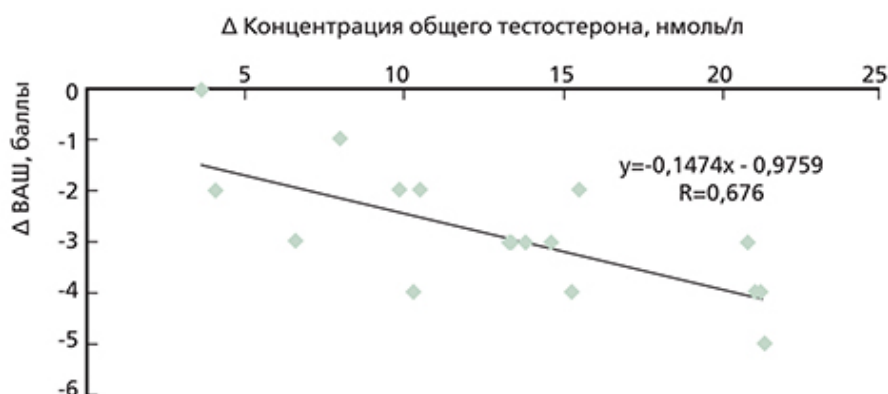 Δ Концентрация общего тестостерона, нмоль/л
5 10 15 20 25
Δ ВАШ, баллы
0
-1
-2
-3
-4
-5
-6
y=-0,1474x - 0,9759
R=0,676